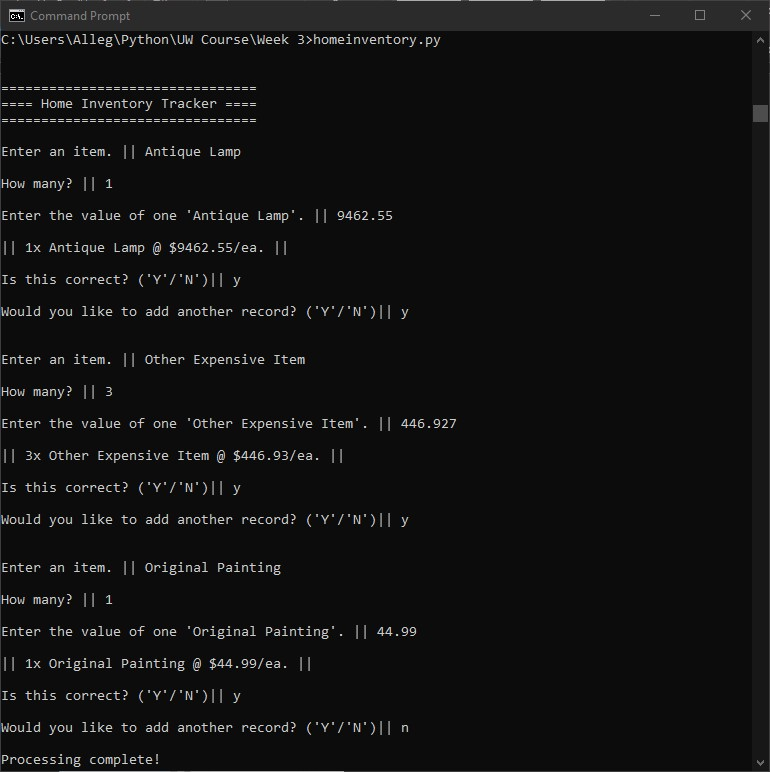 Command Prompt
C:\Users\Alleg\Python\UW Course\Week 3>homeinventory.py
================================
==== Home Inventory Tracker ====
================================
Enter an item. || Antique Lamp
How many? || 1
Enter the value of one 'Antique Lamp'. || 9462.55
|| 1x Antique Lamp @ $9462.55/ea. ||
Is this correct? ('Y'/'N')|| y
Would you like to add another record? ('Y'/'N')|| y
Enter an item. || Other Expensive Item
How many? || 3
Enter the value of one 'Other Expensive Item'. || 446.927
|| 3x Other Expensive Item @ $446.93/ea. ||
Is this correct? ('Y'/'N')|| y
Would you like to add another record? ('Y'/'N')|| y
Enter an item. || Original Painting
How many? || 1
Enter the value of one 'Original Painting'. || 44.99
|| 1x Original Painting @ $44.99/ea. ||
Is this correct? ('Y'/'N')|| y
Would you like to add another record? ('Y'/'N')|| n
Processing complete!